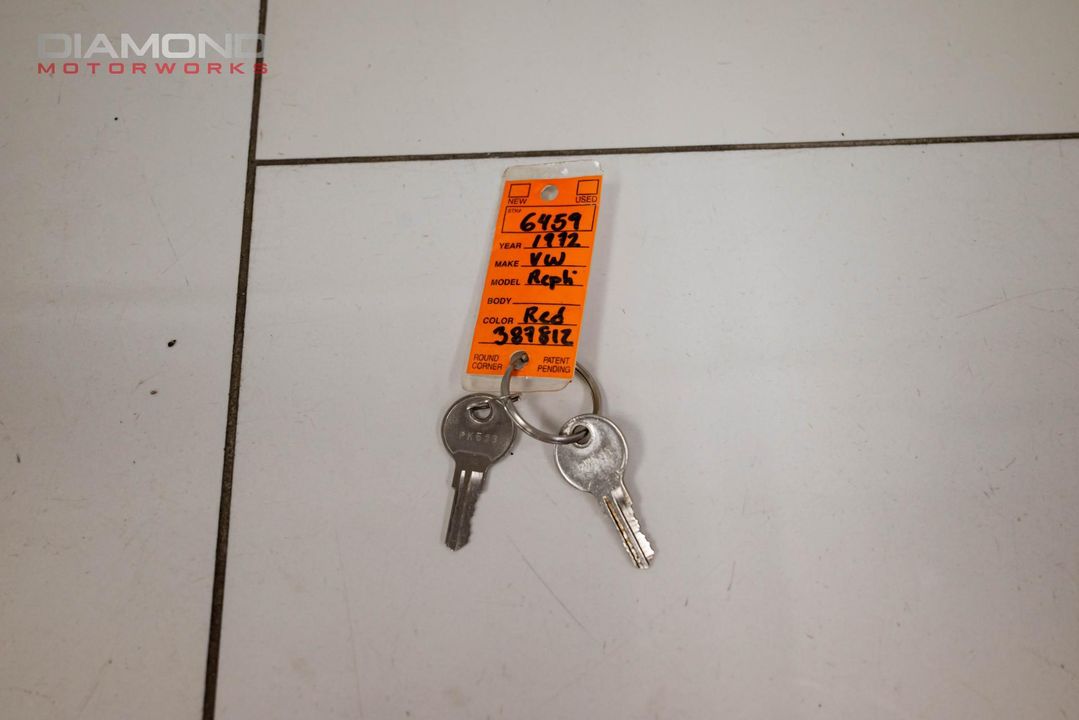 DIAMOND
MOTORWORKS
NEW USED
STK#
6459
YEAR 1972
MAKE VW
MODEL Repli
BODY
COLOR Red
387812
ROUND CORNER PATENT PENDING